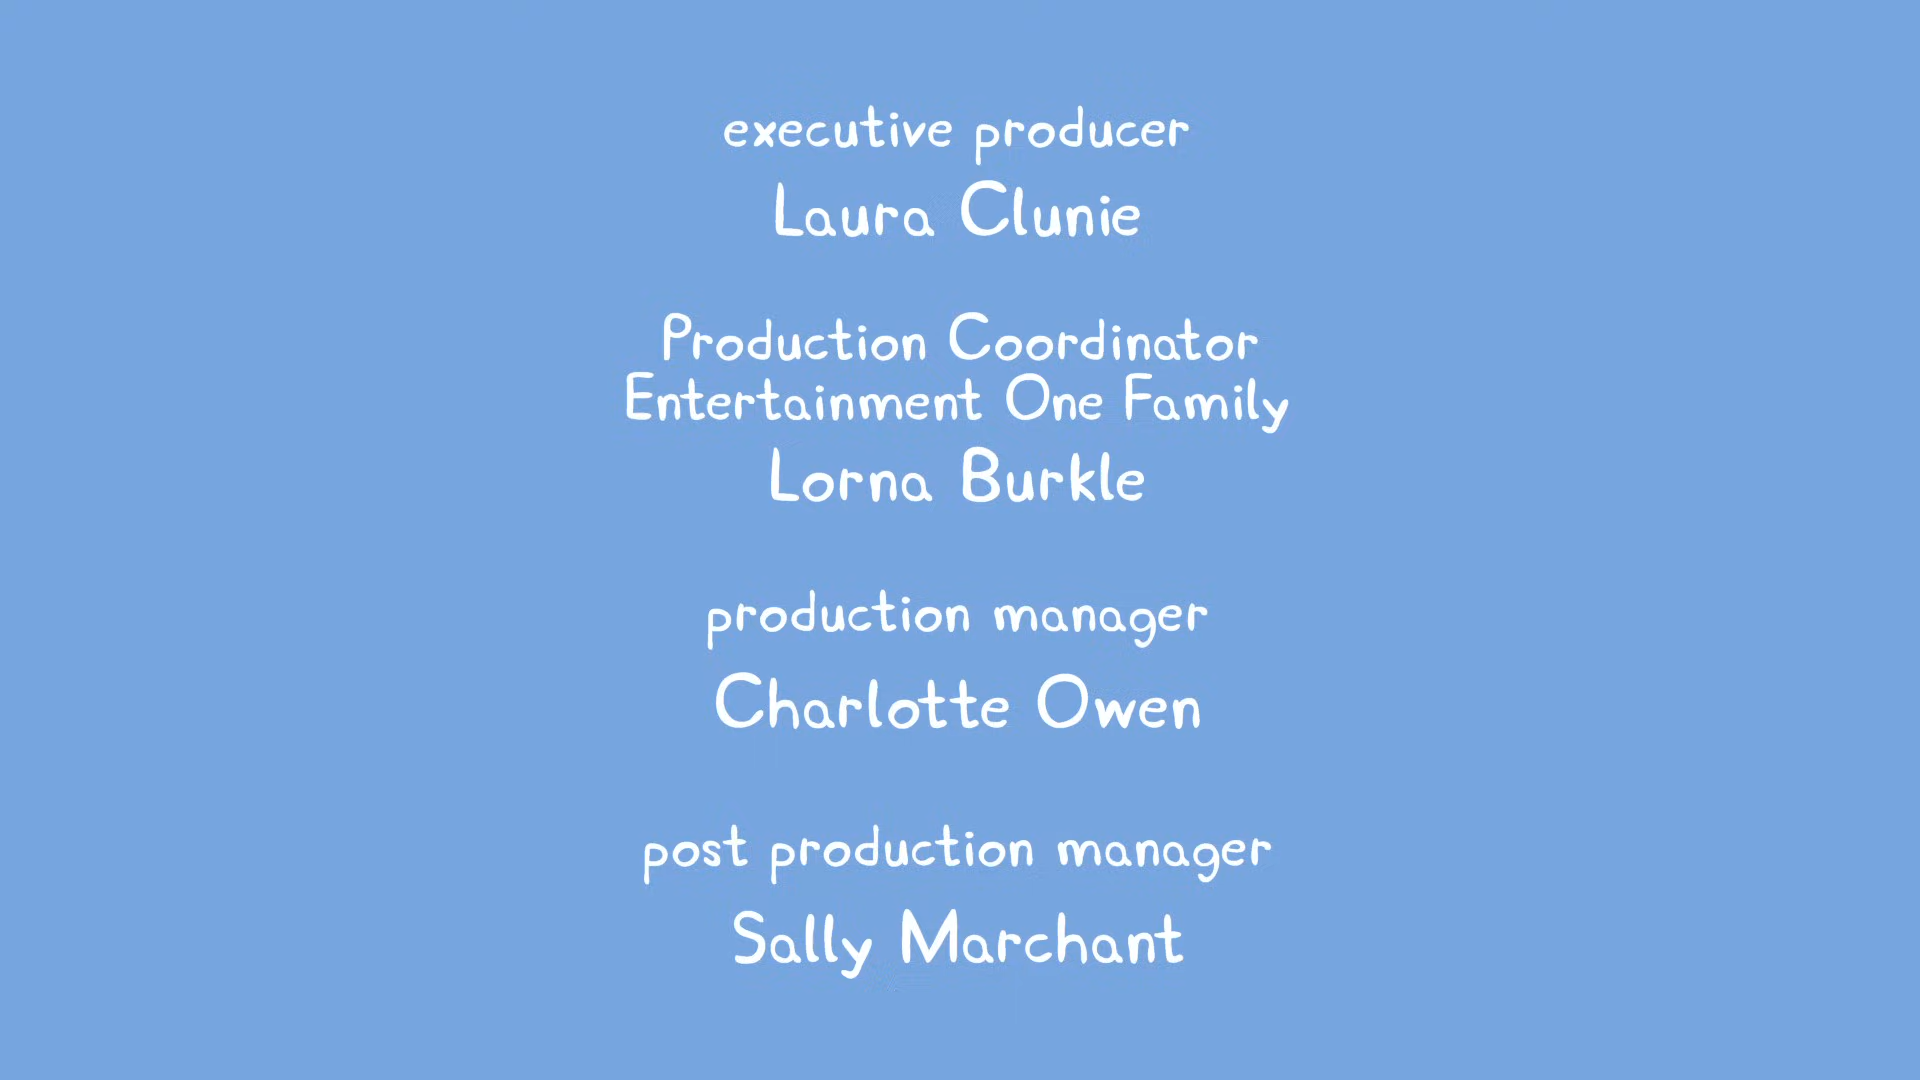 executive producer
Laura Clunie
Production Coordinator
Entertainment One Family
Lorna Burkle
production manager
Charlotte Owen
post production manager
Sally Marchant